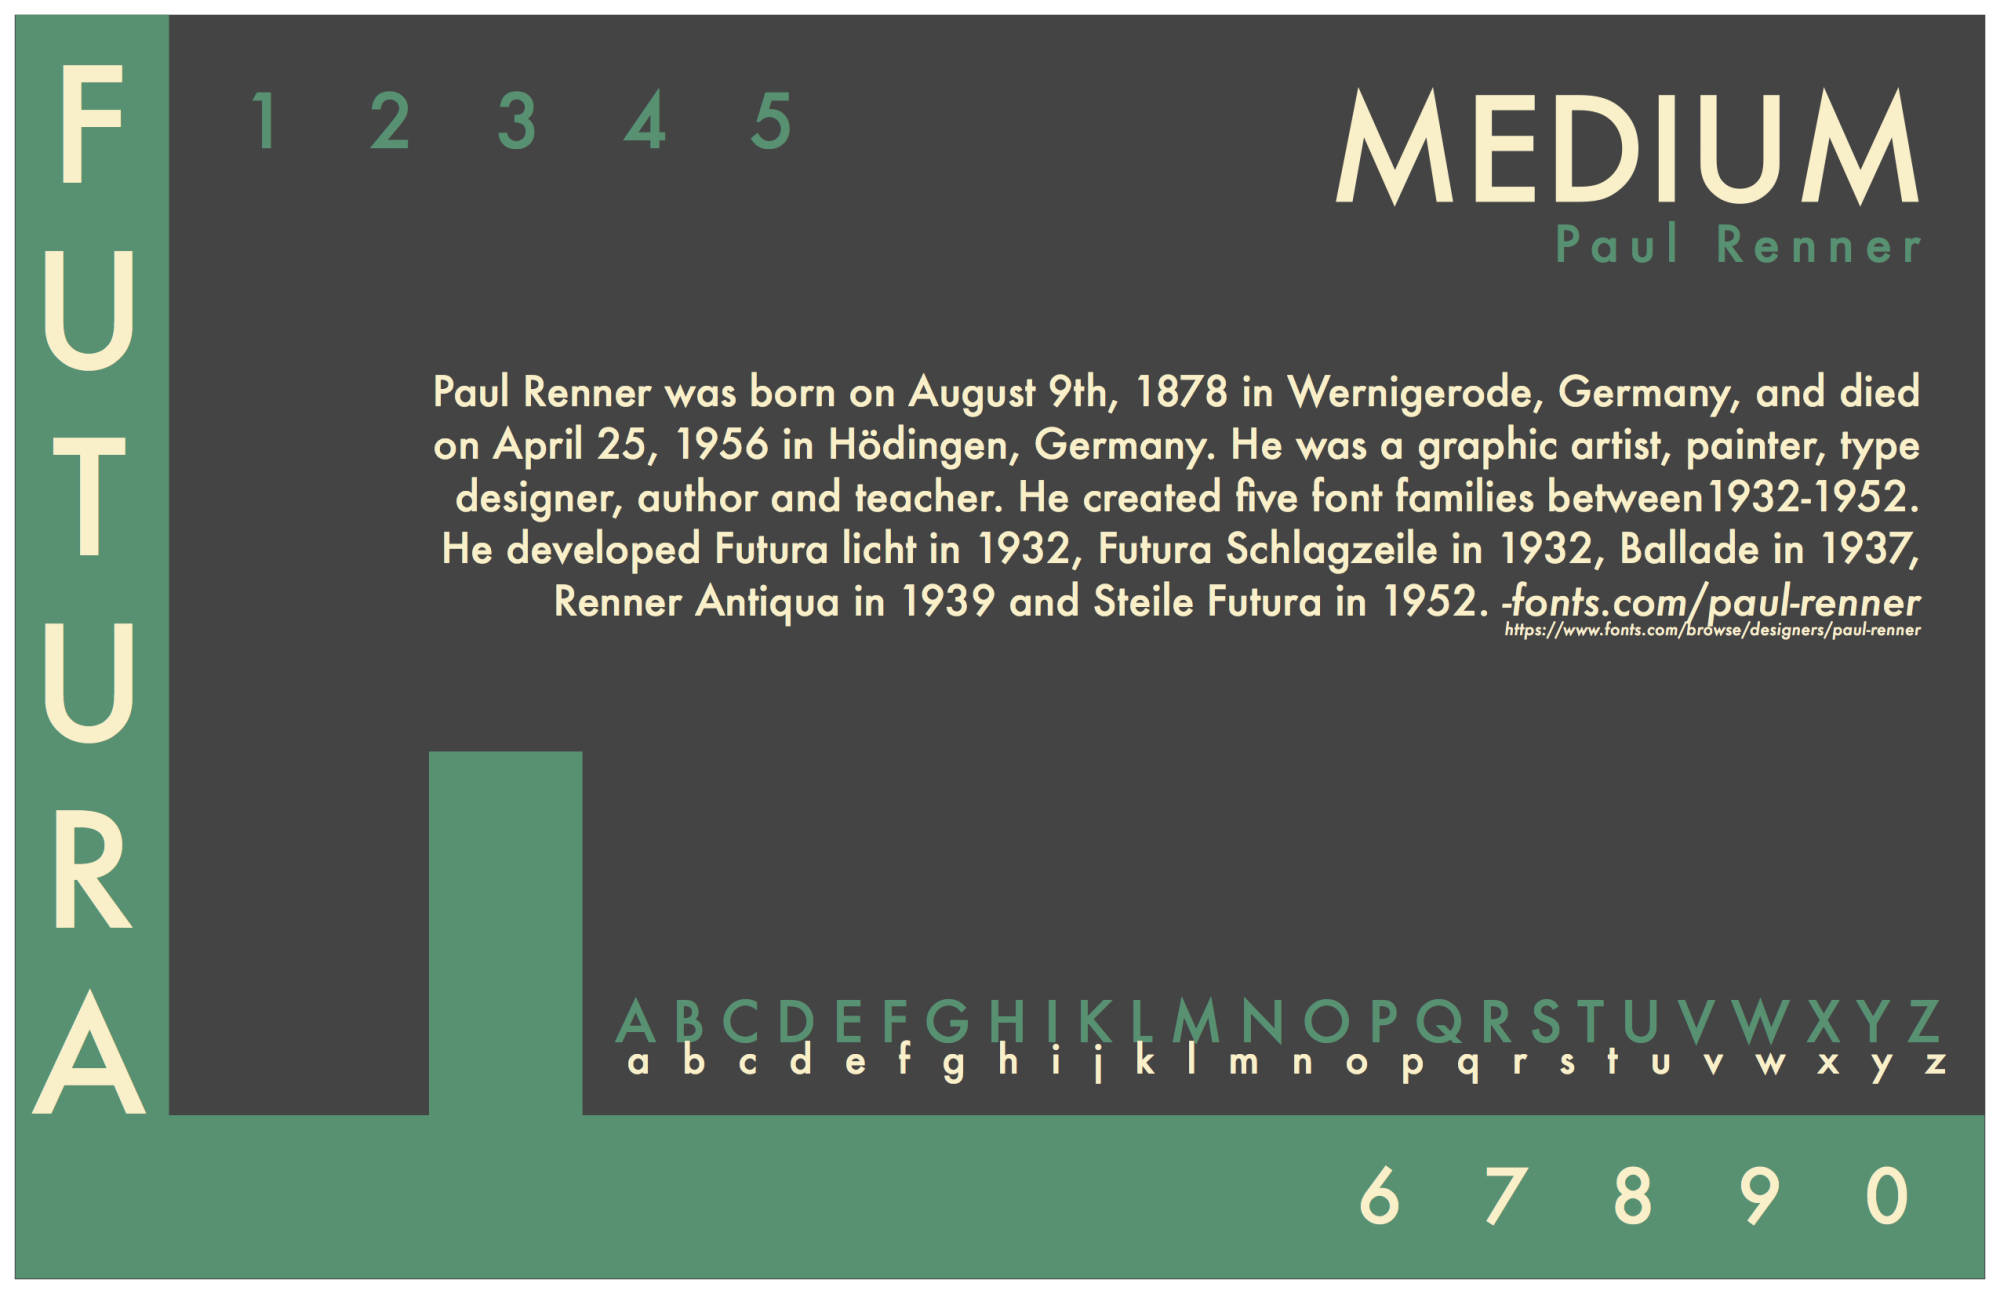 FUTURA
1 2 3 4 5
MEDIUM
Paul Renner
Paul Renner was born on August 9th, 1878 in Wernigerode, Germany, and died
on April 25, 1956 in Hödingen, Germany. He was a graphic artist, painter, type
designer, author and teacher. He created five font families between1932-1952.
He developed Futura licht in 1932, Futura Schlagzeile in 1932, Ballade in 1937,
Renner Antiqua in 1939 and Steile Futura in 1952. -fonts.com/paul-renner
https://www.fonts.com/browse/designers/paul-renner
A B C D E F G H I K L M N O P Q R S T U V W X Y Z
a b c d e f g h i j k l m n o p q r s t u v w x y z
6 7 8 9 0